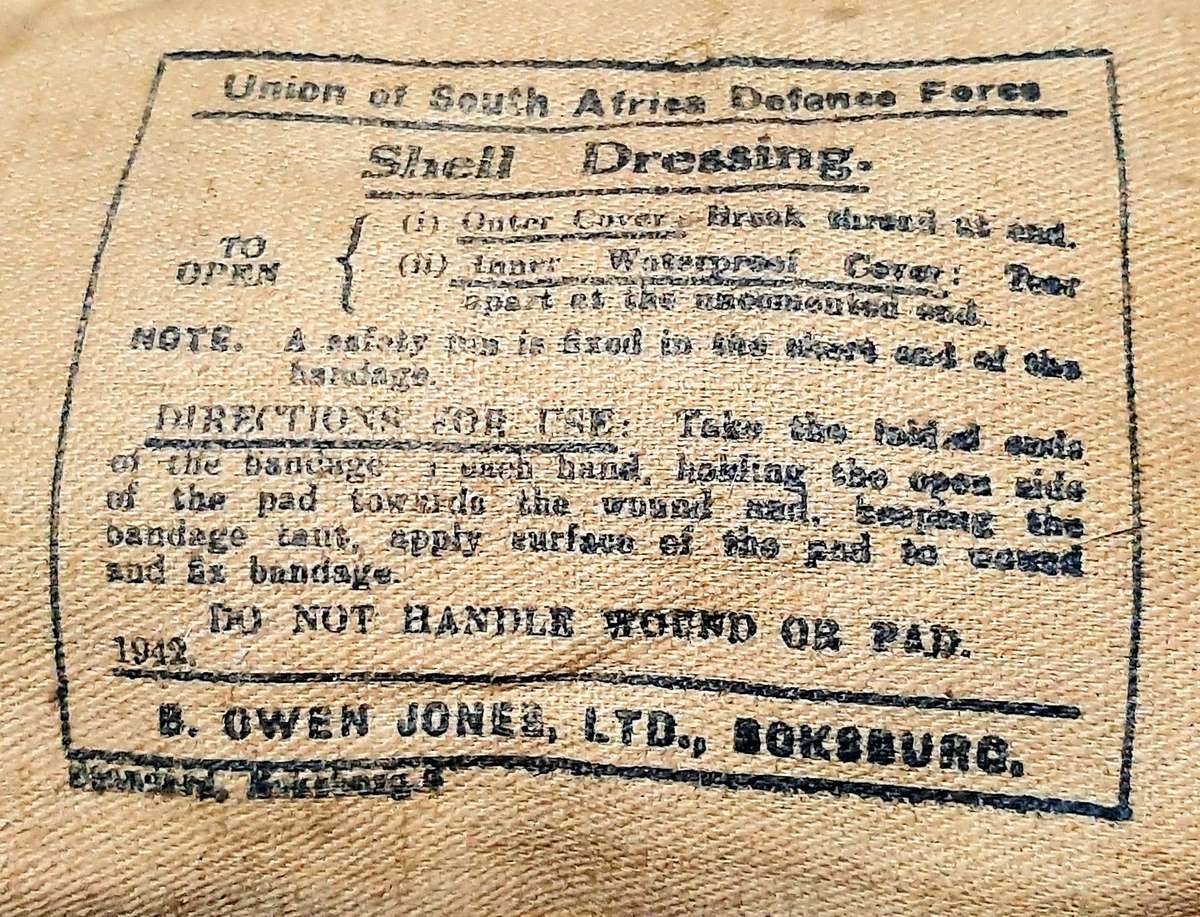 Union of South Africa Defence Force
Shell Dressing.
TO OPEN
(i) Outer Cover: Break thread at end.
(ii) Inner Waterproof Cover: Tear
apart at the uncemented end.
NOTE. A safety pin is fixed in the short end of the
bandage.
DIRECTIONS FOR USE: Take the folded ends
of the bandage in each hand, holding the open side
of the pad towards the wound and, keeping the
bandage taut, apply surface of the pad to wound
and fix bandage.
DO NOT HANDLE WOUND OR PAD.
1942.
B. OWEN JONES, LTD., BOKSBURG.
Boksburg